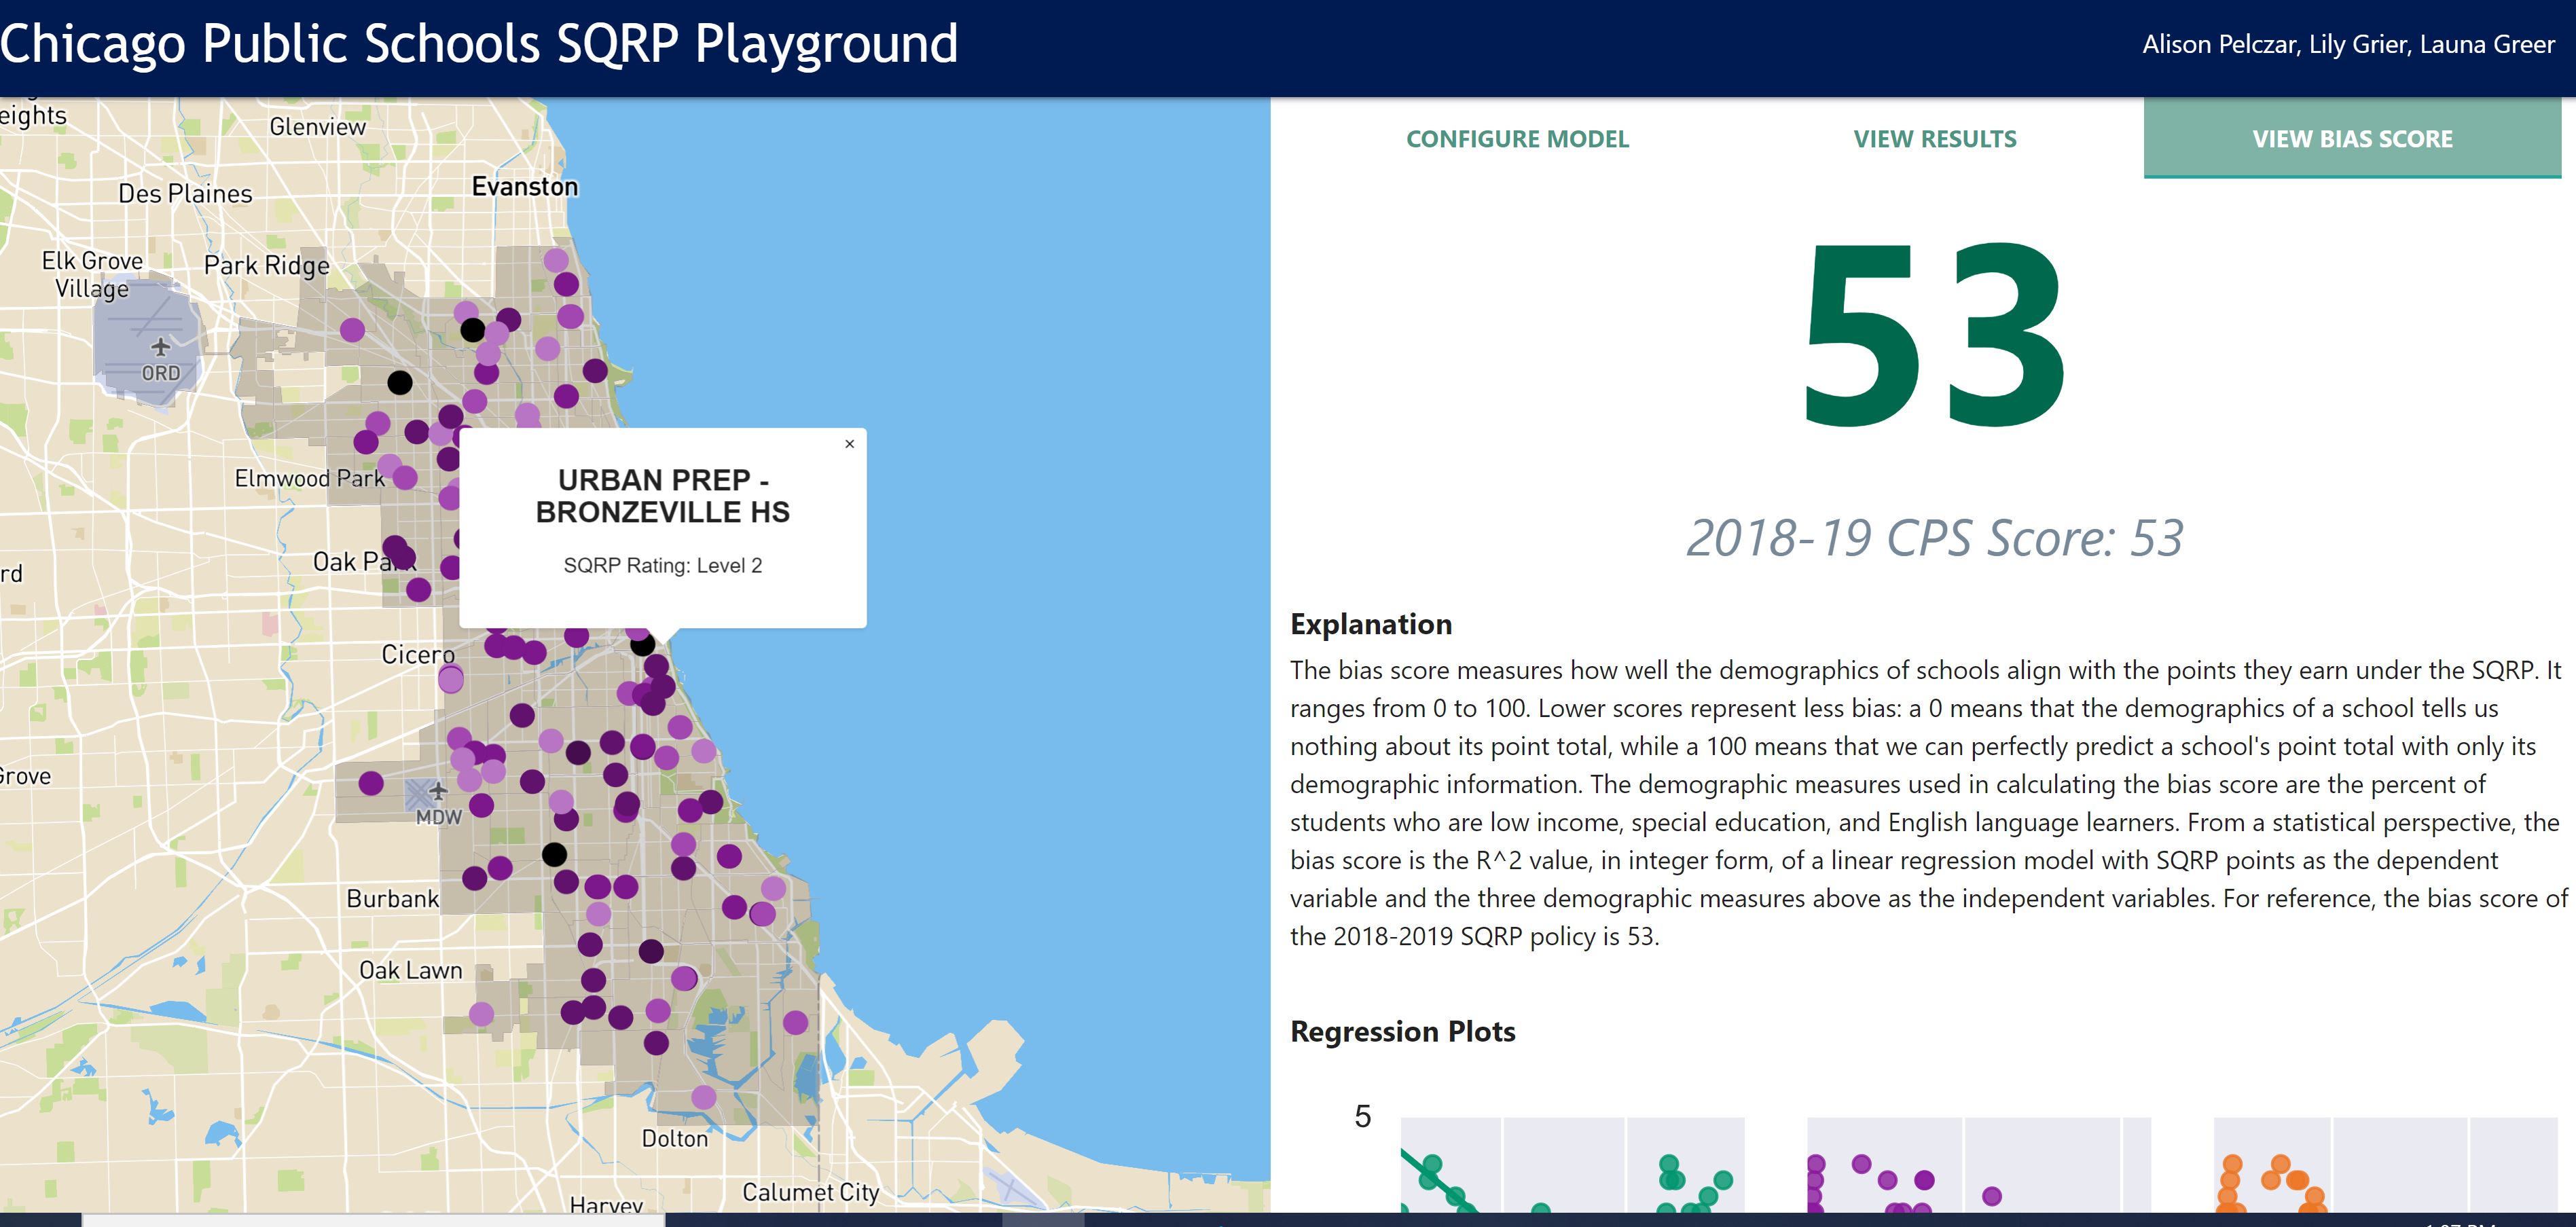 Chicago Public Schools SQRP Playground
Alison Pelczar, Lily Grier, Launa Greer
eights
Glenview
Des Plaines
Evanston
Elk Grove
Village
Park Ridge
ORD
Elmwood Park
Oak Park
rd
Cicero
Grove
MDW
Burbank
Oak Lawn
Dolton
Calumet City
Harvey
×
URBAN PREP -
BRONZEVILLE HS
SQRP Rating: Level 2
CONFIGURE MODEL
VIEW RESULTS
VIEW BIAS SCORE
53
2018-19 CPS Score: 53
Explanation
The bias score measures how well the demographics of schools align with the points they earn under the SQRP. It
ranges from 0 to 100. Lower scores represent less bias: a 0 means that the demographics of a school tells us
nothing about its point total, while a 100 means that we can perfectly predict a school's point total with only its
demographic information. The demographic measures used in calculating the bias score are the percent of
students who are low income, special education, and English language learners. From a statistical perspective, the
bias score is the R^2 value, in integer form, of a linear regression model with SQRP points as the dependent
variable and the three demographic measures above as the independent variables. For reference, the bias score of
the 2018-2019 SQRP policy is 53.
Regression Plots
5